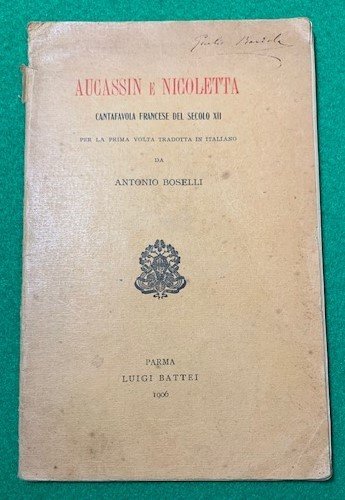 AUCASSIN E NICOLETTA
CANTAFAVOLA FRANCESE DEL SECOLO XII
PER LA PRIMA VOLTA TRADOTTA IN ITALIANO
DA
ANTONIO BOSELLI
PARMA
LUIGI BATTEI
1906